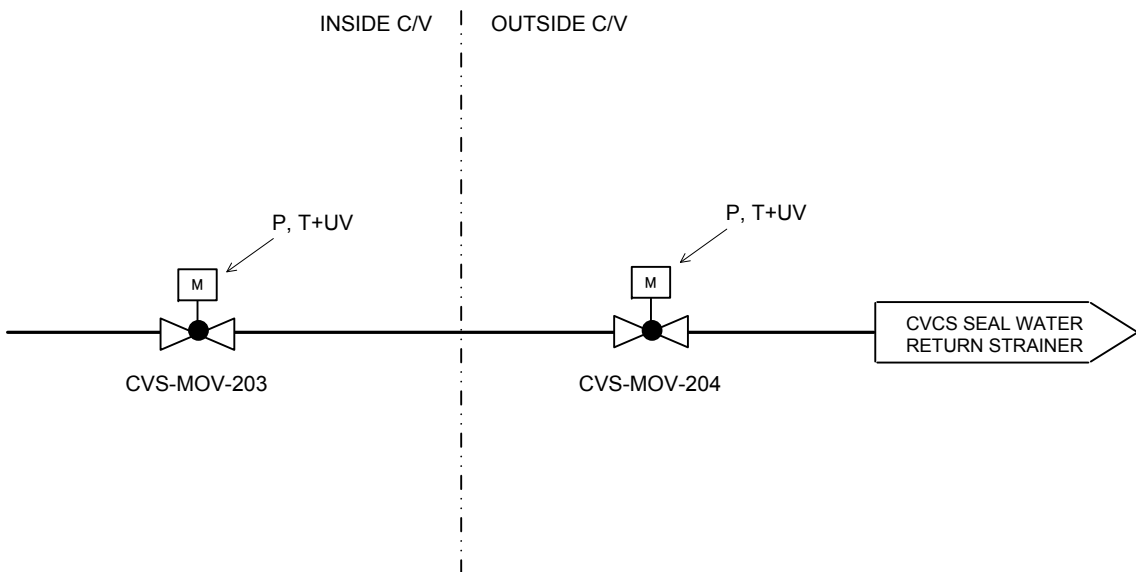 INSIDE C/V
OUTSIDE C/V
P, T+UV
P, T+UV
M
M
CVCS SEAL WATER
RETURN STRAINER
CVS-MOV-203
CVS-MOV-204